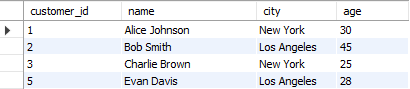 customer_id name city age
1 Alice Johnson New York 30
2 Bob Smith Los Angeles 45
3 Charlie Brown New York 25
5 Evan Davis Los Angeles 28